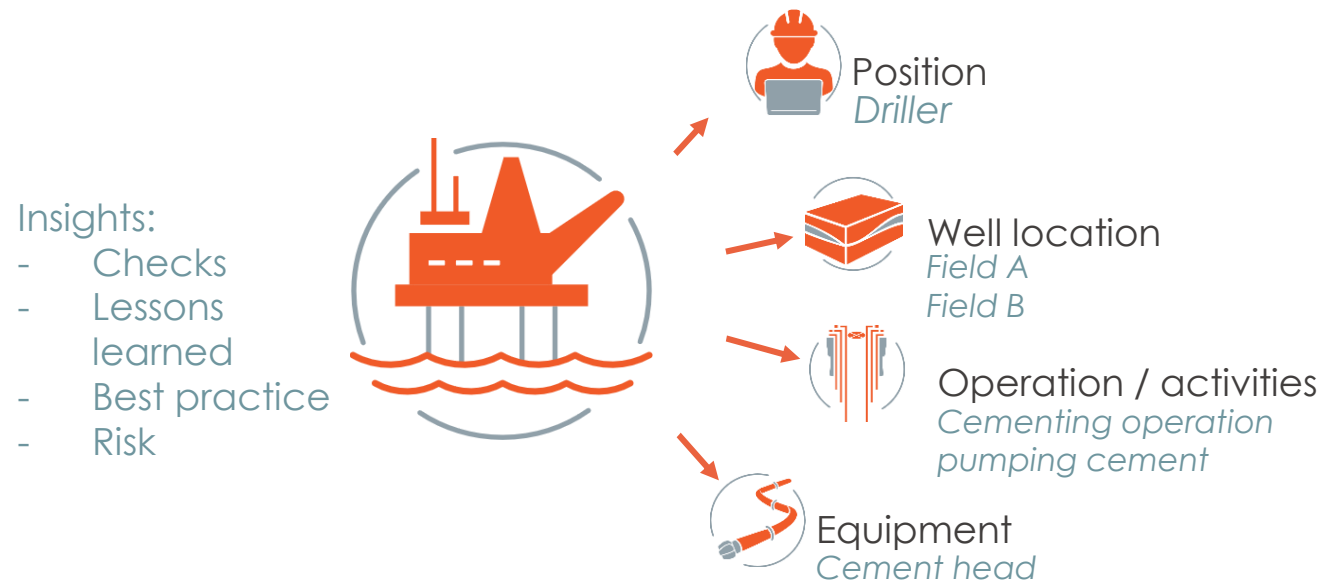 Insights:
- Checks
- Lessons
learned
- Best practice
- Risk
Position
Driller
Well location
Field A
Field B
Operation / activities
Cementing operation
pumping cement
Equipment
Cement head